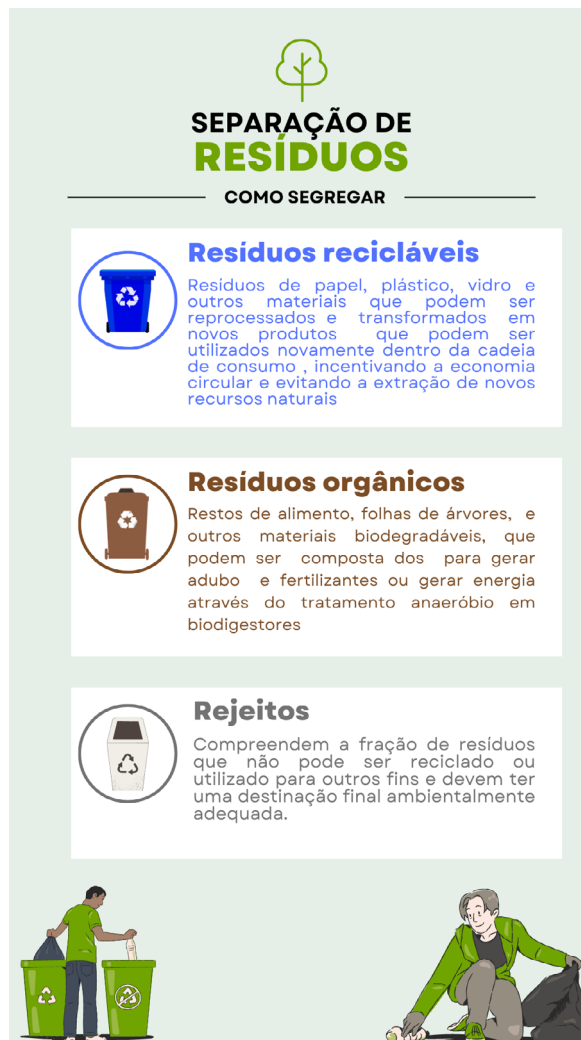 SEPARAÇÃO DE
RESÍDUOS
COMO SEGREGAR
Resíduos recicláveis
Resíduos de papel, plástico, vidro e
outros materiais que podem ser
reprocessados e transformados em
novos produtos que podem ser
utilizados novamente dentro da cadeia
de consumo , incentivando a economia
circular e evitando a extração de novos
recursos naturais
Resíduos orgânicos
Restos de alimento, folhas de árvores, e
outros materiais biodegradáveis, que
podem ser composta dos para gerar
adubo e fertilizantes ou gerar energia
através do tratamento anaeróbio em
biodigestores
Rejeitos
Compreendem a fração de resíduos
que não pode ser reciclado ou
utilizado para outros fins e devem ter
uma destinação final ambientalmente
adequada.